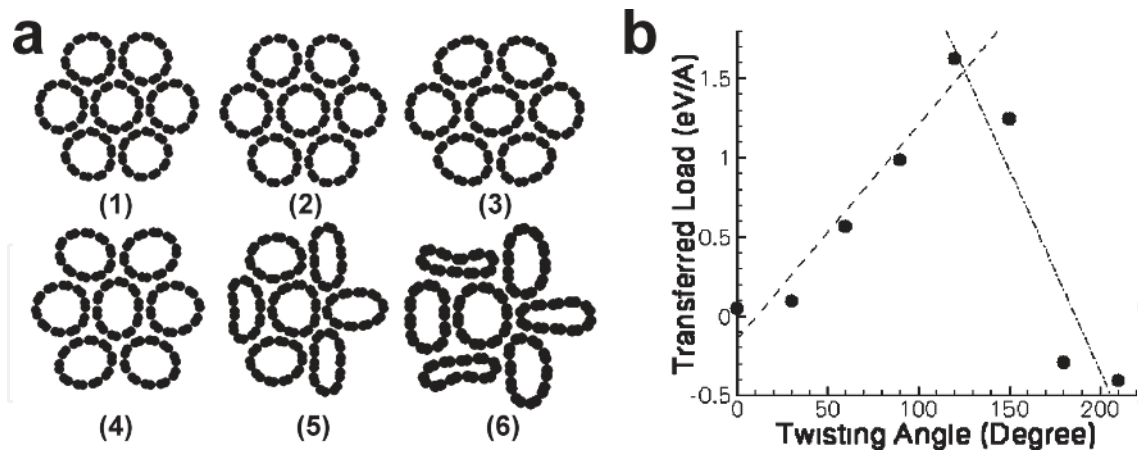 a
(1) (2) (3)
(4) (5) (6)
b
Transferred Load (eV/A)
1.5
1
0.5
0
-0.5
0 50 100 150 200
Twisting Angle (Degree)